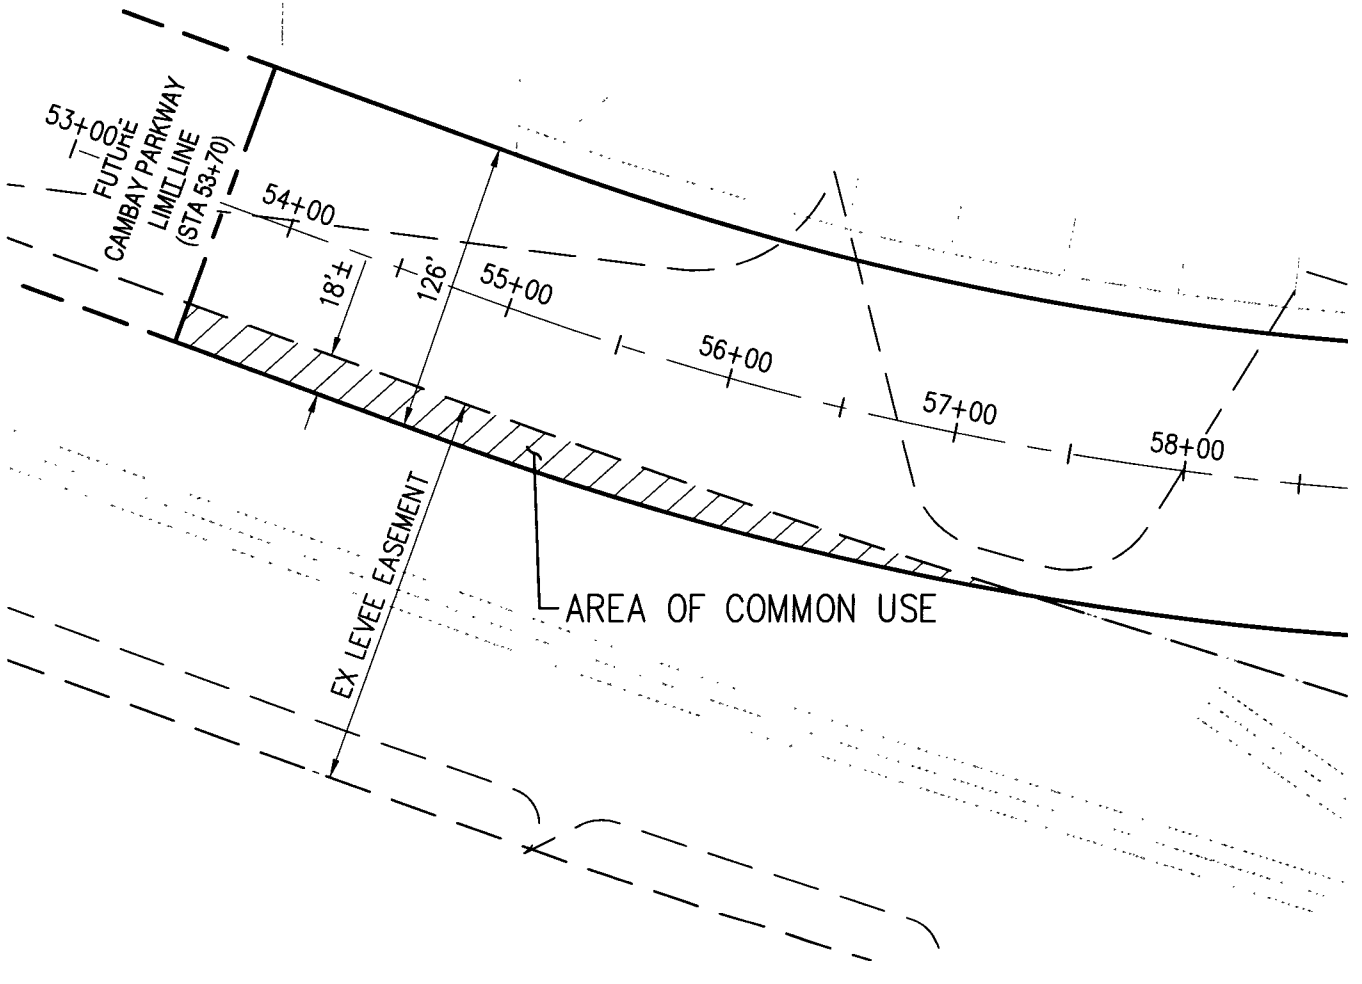 53+00
FUTURE
CAMBAY PARKWAY
LIMIT LINE
(STA 53+70)
54+00
18'±
126'
55+00
56+00
57+00
58+00
EX LEVEE EASEMENT
AREA OF COMMON USE